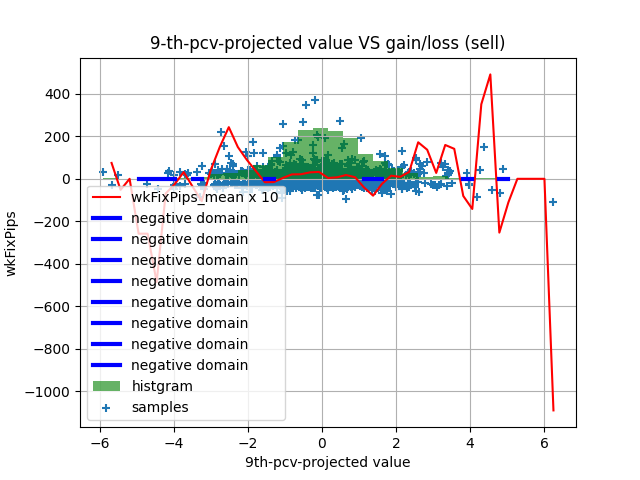 9-th-pcv-projected value VS gain/loss (sell)
wkFixPips
400
200
0
−200
−400
−600
−800
−1000
wkFixPips_mean x 10
negative domain
negative domain
negative domain
negative domain
negative domain
negative domain
negative domain
negative domain
histgram
samples
−6 −4 −2 0 2 4 6
9th-pcv-projected value